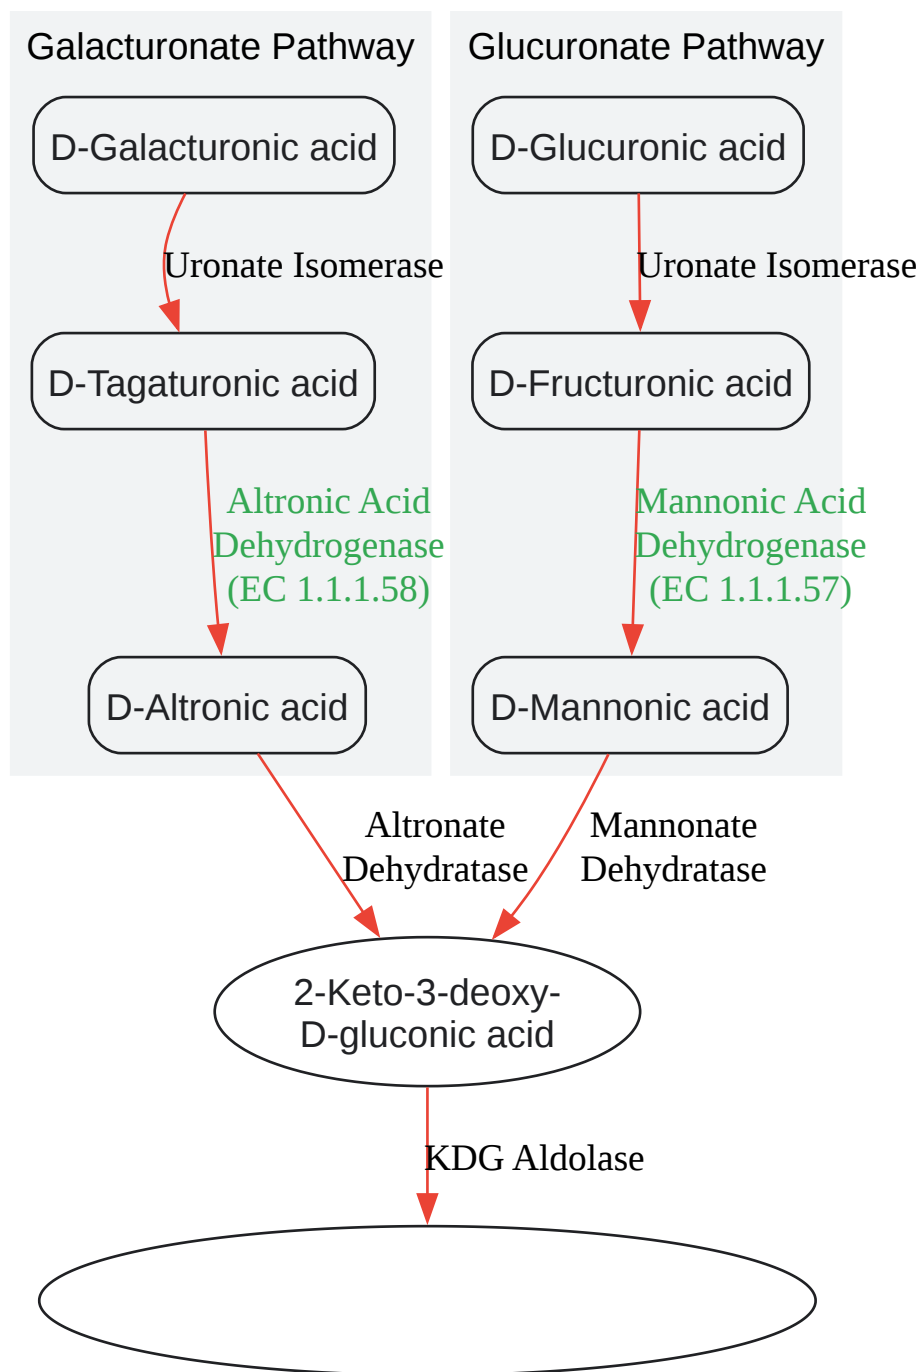 Galacturonate Pathway
D-Galacturonic acid
Uronate Isomerase
D-Tagaturonic acid
Altronic Acid
Dehydrogenase
(EC 1.1.1.58)
D-Altronic acid
Glucuronate Pathway
D-Glucuronic acid
Uronate Isomerase
D-Fructuronic acid
Mannonic Acid
Dehydrogenase
(EC 1.1.1.57)
D-Mannonic acid
Altronate
Dehydratase
Mannonate
Dehydratase
2-Keto-3-deoxy-
D-gluconic acid
KDG Aldolase